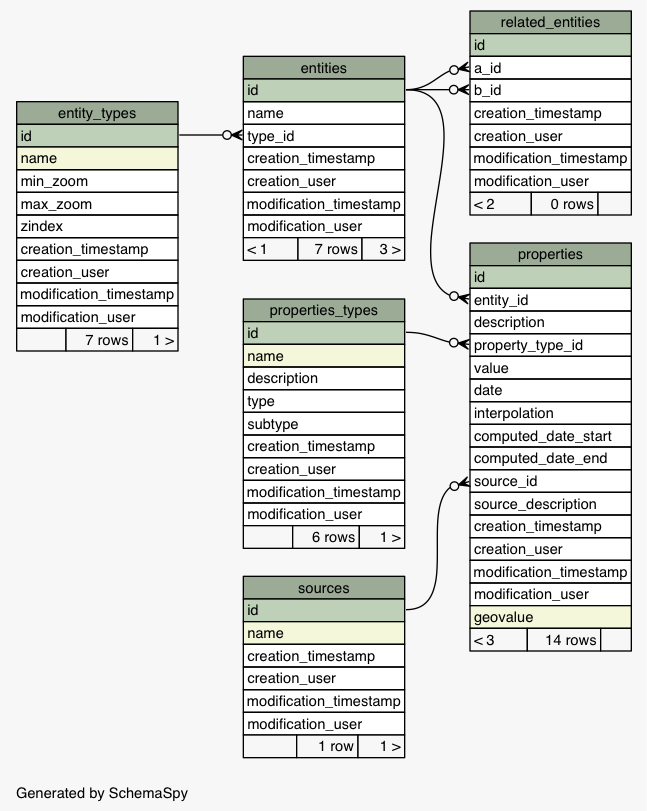 related_entities
id
a_id
b_id
creation_timestamp
creation_user
modification_timestamp
modification_user
< 2 0 rows
entities
id
name
type_id
creation_timestamp
creation_user
modification_timestamp
modification_user
< 1 7 rows 3 >
entity_types
id
name
min_zoom
max_zoom
zindex
creation_timestamp
creation_user
modification_timestamp
modification_user
7 rows 1 >
properties
id
entity_id
description
property_type_id
value
date
interpolation
computed_date_start
computed_date_end
source_id
source_description
creation_timestamp
creation_user
modification_timestamp
modification_user
geovalue
< 3 14 rows
properties_types
id
name
description
type
subtype
creation_timestamp
creation_user
modification_timestamp
modification_user
6 rows 1 >
sources
id
name
creation_timestamp
creation_user
modification_timestamp
modification_user
1 row 1 >
Generated by SchemaSpy